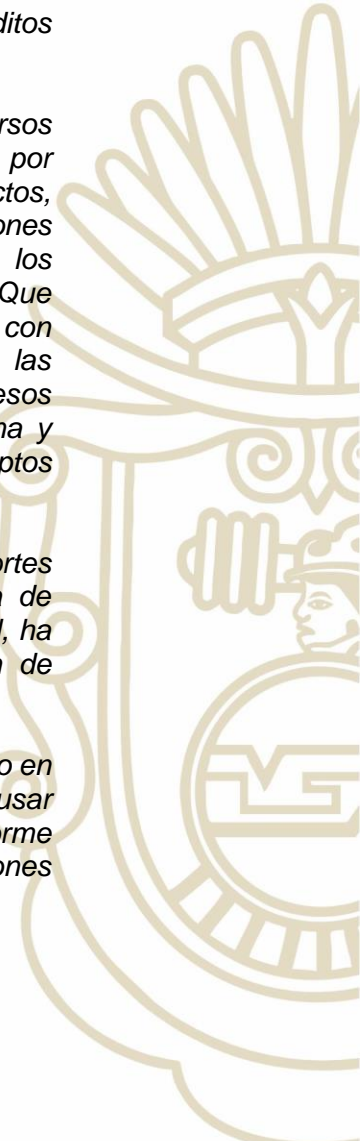 ditos
rsos
por
ctos,
ones
los
Que
con
las
esos
na y
ptos
ortes
a de
l, ha
n de
o en
usar
orme
ones